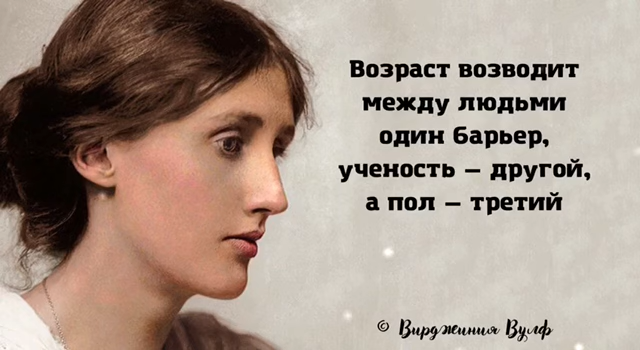 Возраст возводит
между людьми
один барьер,
ученость – другой,
а пол – третий
© Вирджиния Вулф